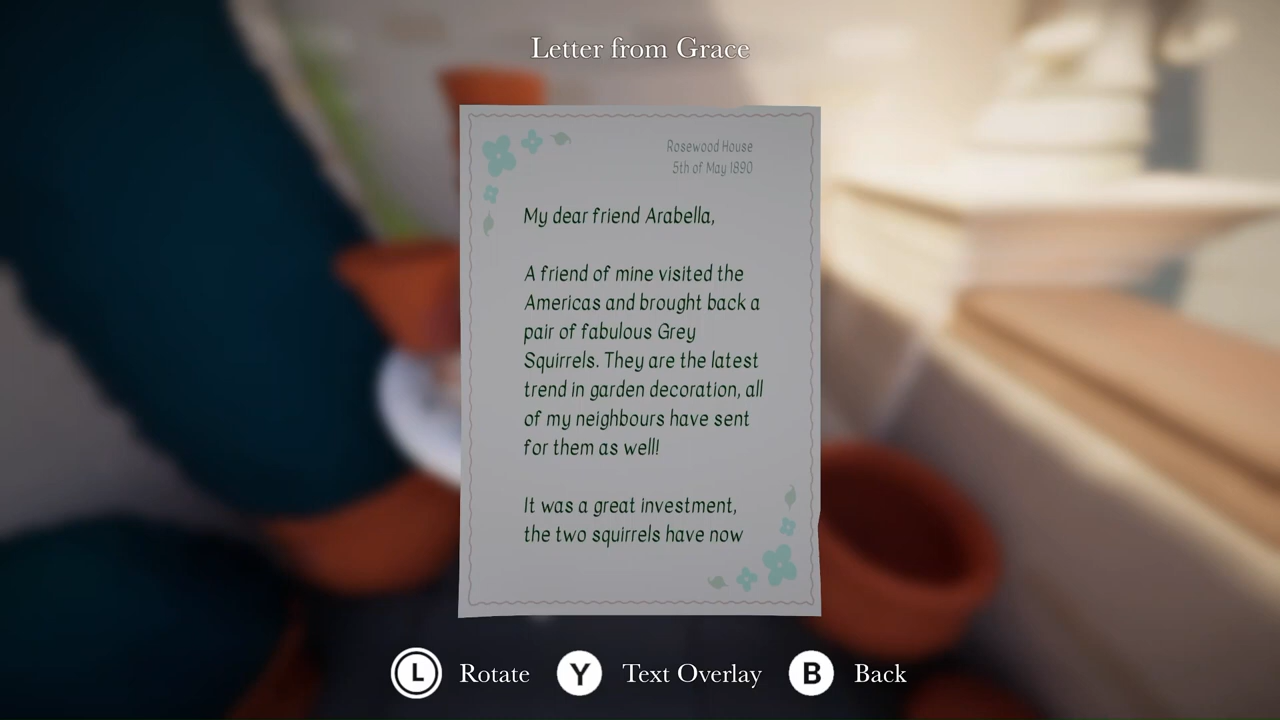 Letter from Grace
Rosewood House
5th of May 1890
My dear friend Arabella,
A friend of mine visited the
Americas and brought back a
pair of fabulous Grey
Squirrels. They are the latest
trend in garden decoration, all
of my neighbours have sent
for them as well!
It was a great investment,
the two squirrels have now
L Rotate Y Text Overlay B Back